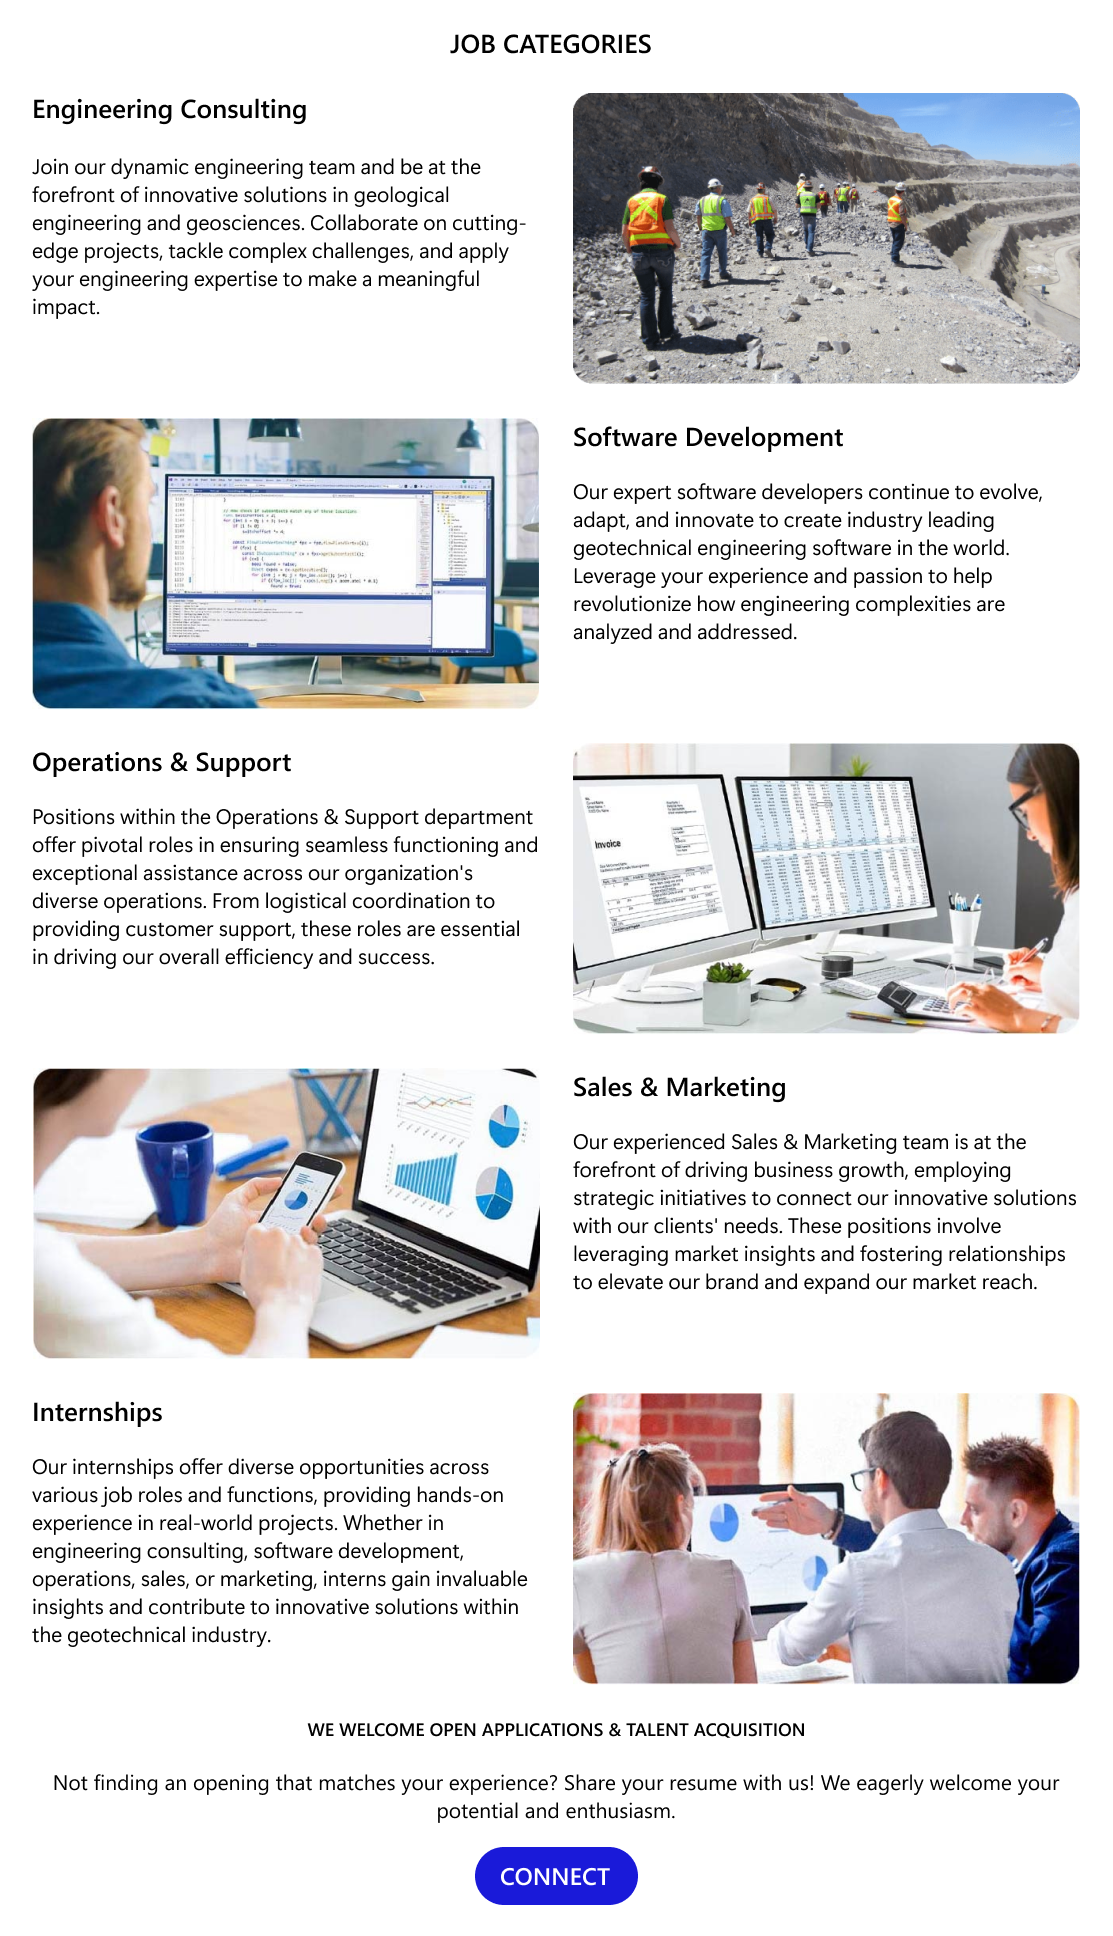 JOB CATEGORIES
Engineering Consulting
Join our dynamic engineering team and be at the
forefront of innovative solutions in geological
engineering and geosciences. Collaborate on cutting-
edge projects, tackle complex challenges, and apply
your engineering expertise to make a meaningful
impact.
Software Development
Our expert software developers continue to evolve,
adapt, and innovate to create industry leading
geotechnical engineering software in the world.
Leverage your experience and passion to help
revolutionize how engineering complexities are
analyzed and addressed.
Operations & Support
Positions within the Operations & Support department
offer pivotal roles in ensuring seamless functioning and
exceptional assistance across our organization's
diverse operations. From logistical coordination to
providing customer support, these roles are essential
in driving our overall efficiency and success.
Invoice
Sales & Marketing
Our experienced Sales & Marketing team is at the
forefront of driving business growth, employing
strategic initiatives to connect our innovative solutions
with our clients' needs. These positions involve
leveraging market insights and fostering relationships
to elevate our brand and expand our market reach.
Internships
Our internships offer diverse opportunities across
various job roles and functions, providing hands-on
experience in real-world projects. Whether in
engineering consulting, software development,
operations, sales, or marketing, interns gain invaluable
insights and contribute to innovative solutions within
the geotechnical industry.
WE WELCOME OPEN APPLICATIONS & TALENT ACQUISITION
Not finding an opening that matches your experience? Share your resume with us! We eagerly welcome your
potential and enthusiasm.
CONNECT